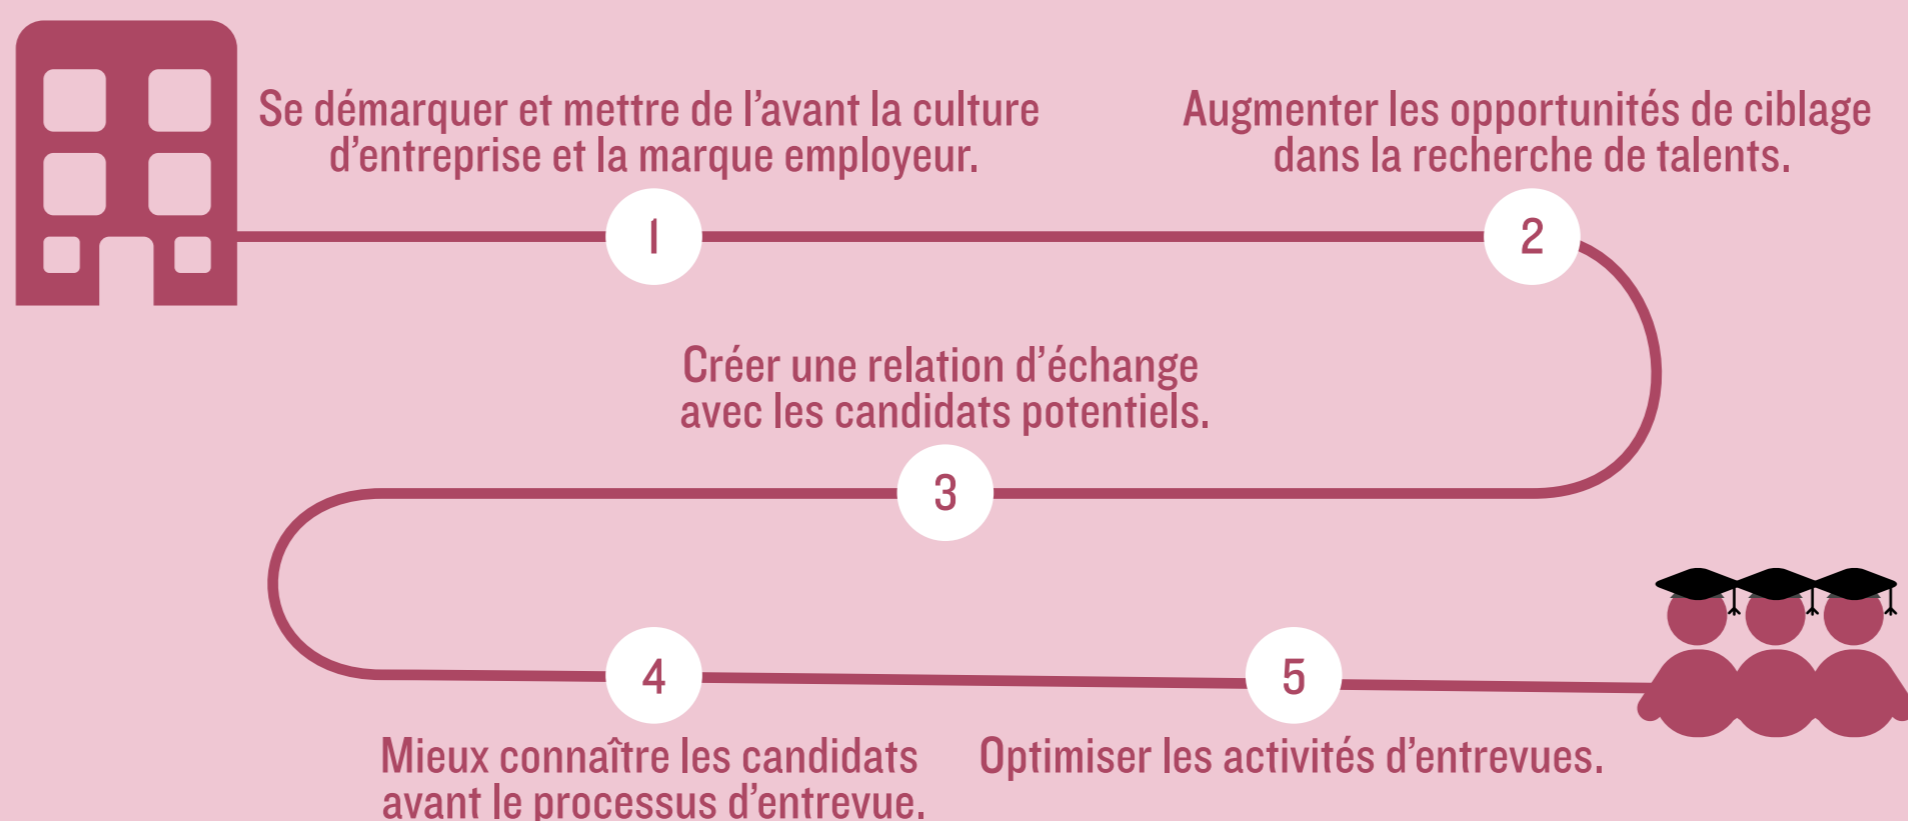 Se démarquer et mettre de l’avant la culture
d’entreprise et la marque employeur.
Augmenter les opportunités de ciblage
dans la recherche de talents.
1
2
Créer une relation d’échange
avec les candidats potentiels.
3
4
5
Mieux connaître les candidats
avant le processus d’entrevue.
Optimiser les activités d’entrevues.